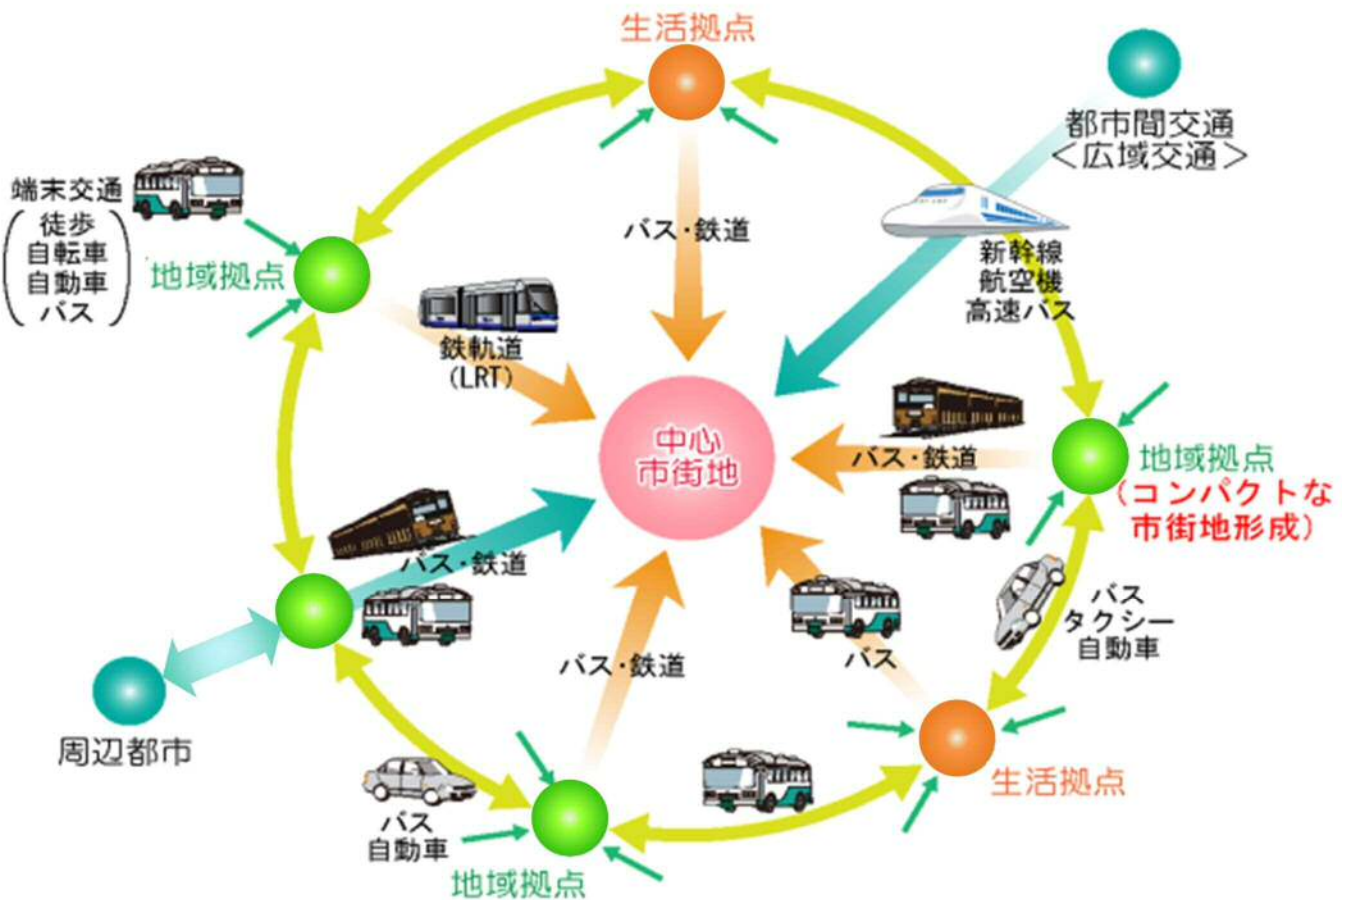 生活拠点
都市間交通
<広域交通>
端末交通
(徒歩
自転車
自動車
バス)
地域拠点
バス・鉄道
新幹線
航空機
高速バス
鉄軌道
(LRT)
中心
市街地
バス・鉄道
地域拠点
(コンパクトな
市街地形成)
バス・鉄道
バス
タクシー
自動車
バス・鉄道
バス
周辺都市
生活拠点
バス
自動車
地域拠点